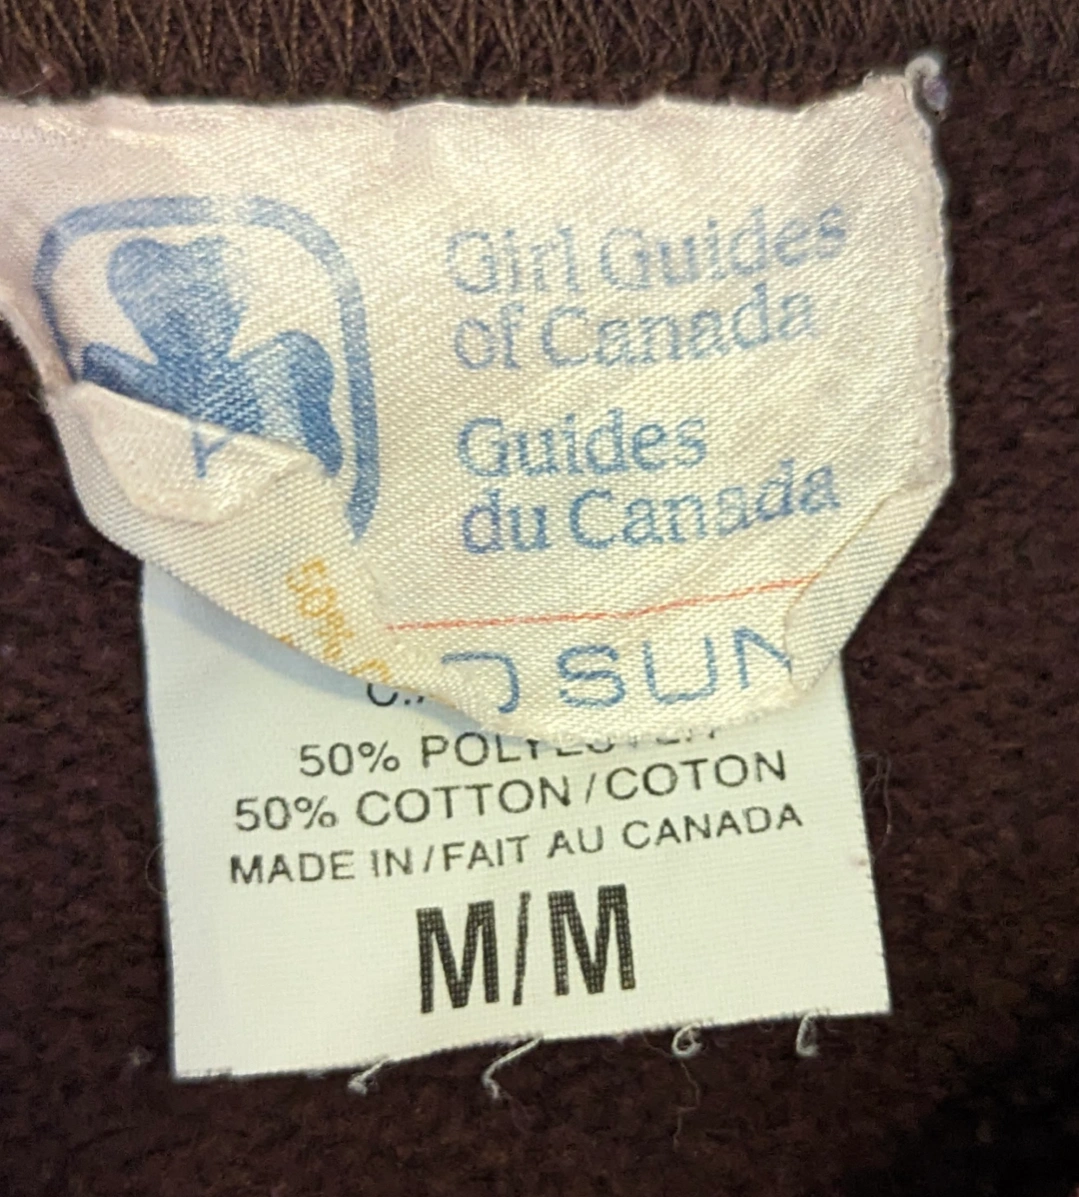 Girl Guides
of Canada
Guides
du Canada
SUN
50% POLYESTER
50% COTTON/COTON
MADE IN/FAIT AU CANADA
M/M